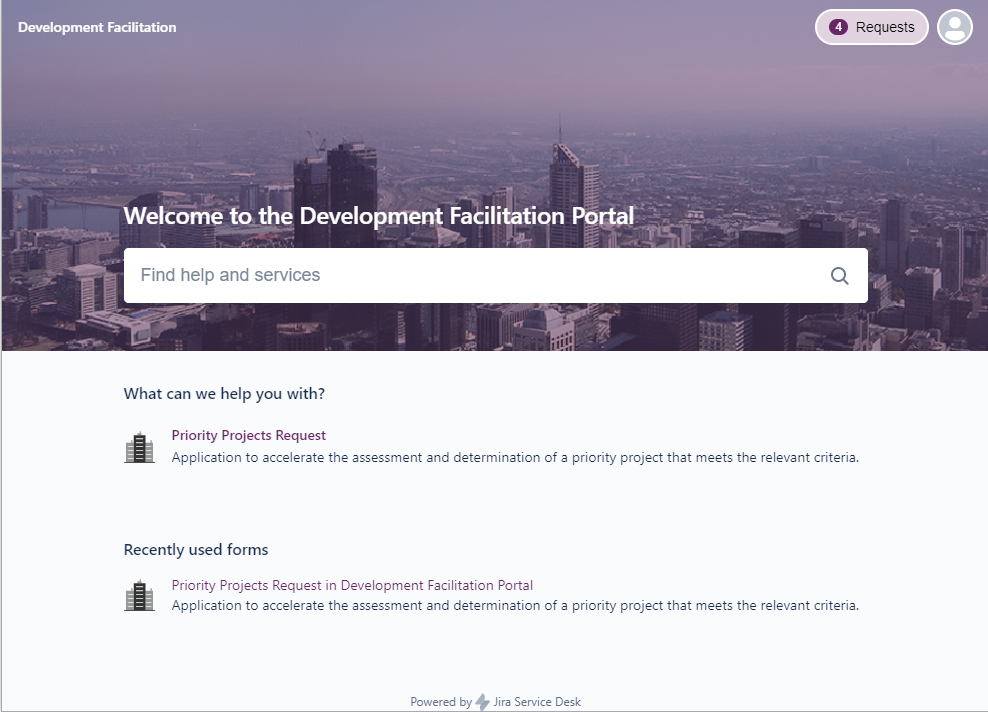 Development Facilitation
4 Requests
Welcome to the Development Facilitation Portal
Find help and services
What can we help you with?
Priority Projects Request
Application to accelerate the assessment and determination of a priority project that meets the relevant criteria.
Recently used forms
Priority Projects Request in Development Facilitation Portal
Application to accelerate the assessment and determination of a priority project that meets the relevant criteria.
Powered by Jira Service Desk